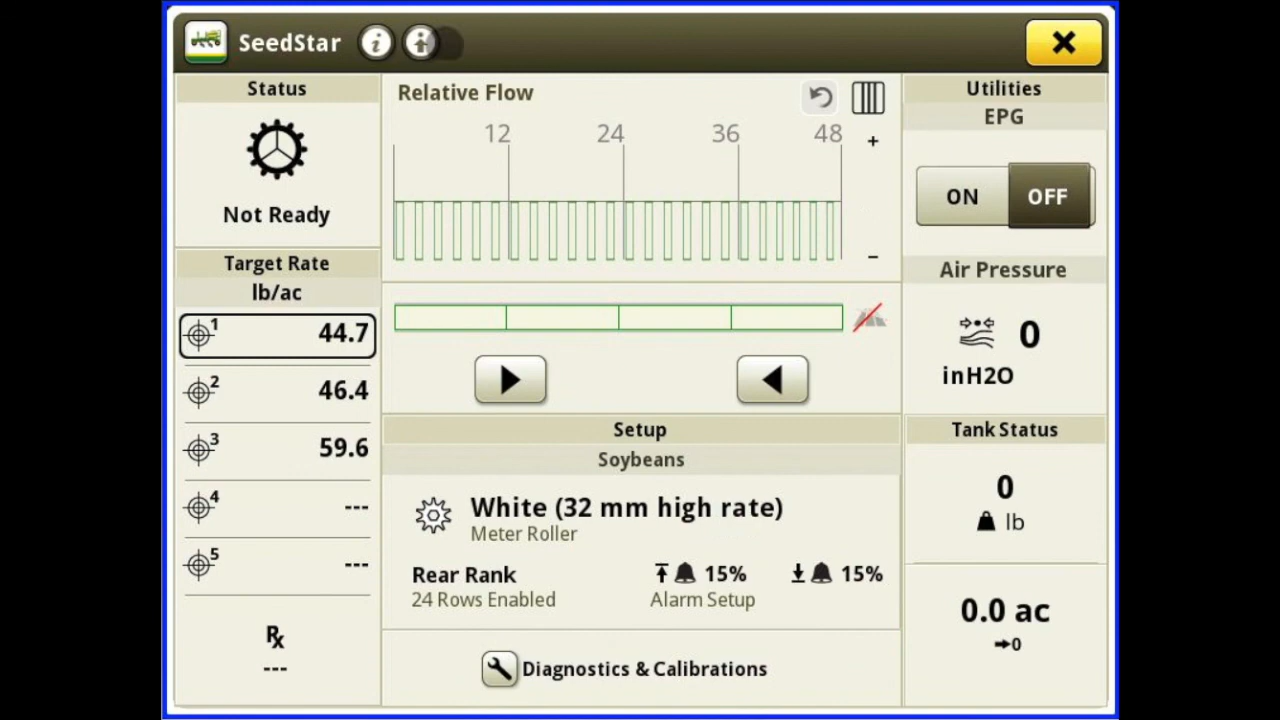 SeedStar
Status
Not Ready
Target Rate
lb/ac
1 44.7
2 46.4
3 59.6
4 ---
5 ---
Rx
---
Relative Flow
12 24 36 48
+
−
Setup
Soybeans
White (32 mm high rate)
Meter Roller
Rear Rank
24 Rows Enabled
15% 15%
Alarm Setup
Diagnostics & Calibrations
Utilities
EPG
ON OFF
Air Pressure
0
inH2O
Tank Status
0
lb
0.0 ac
0